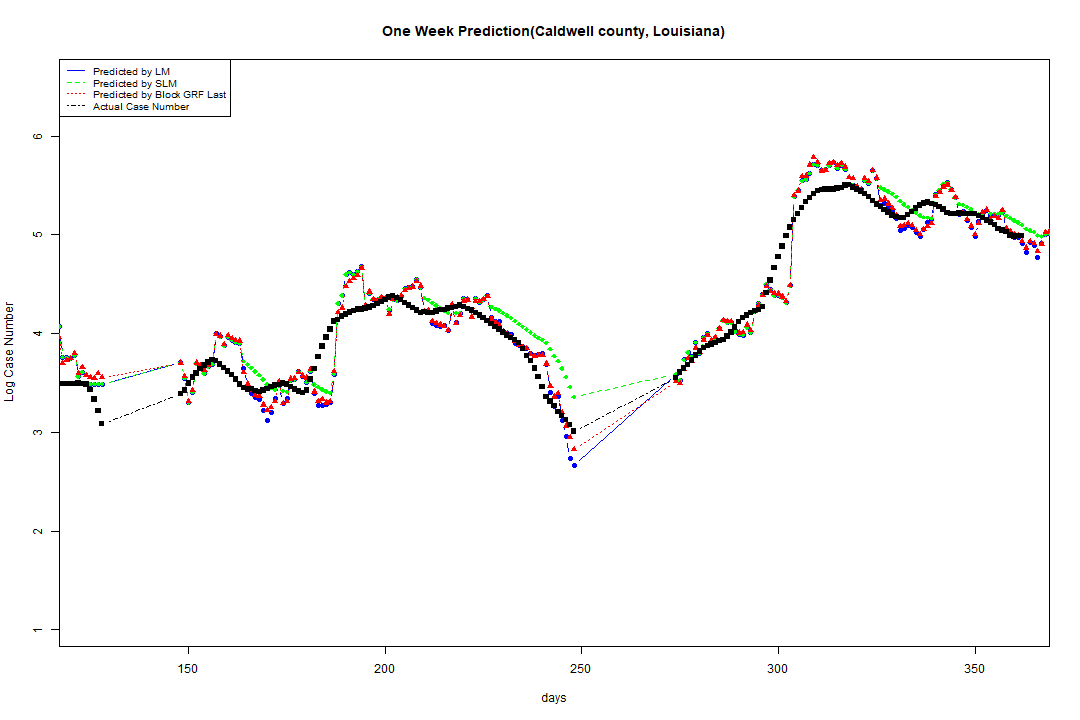 One Week Prediction(Caldwell county, Louisiana)
Predicted by LM
Predicted by SLM
Predicted by Block GRF Last
Actual Case Number
6
5
4
3
2
1
Log Case Number
150 200 250 300 350
days